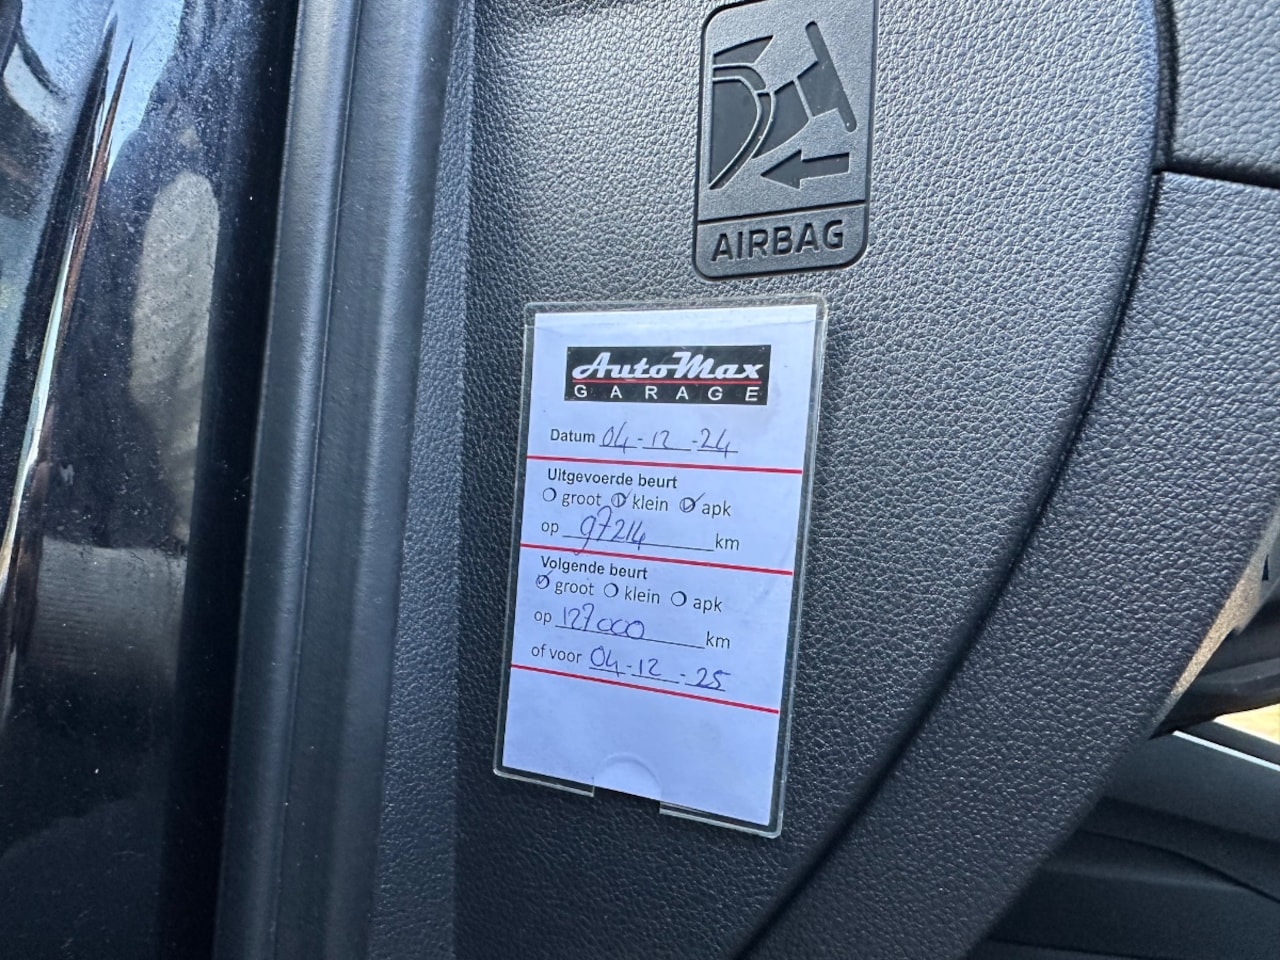 AIRBAG
AutoMax
GARAGE
Datum 04-12-24
Uitgevoerde beurt
groot klein apk
op 97214 km
Volgende beurt
groot klein apk
op 127000 km
of voor 04-12-25